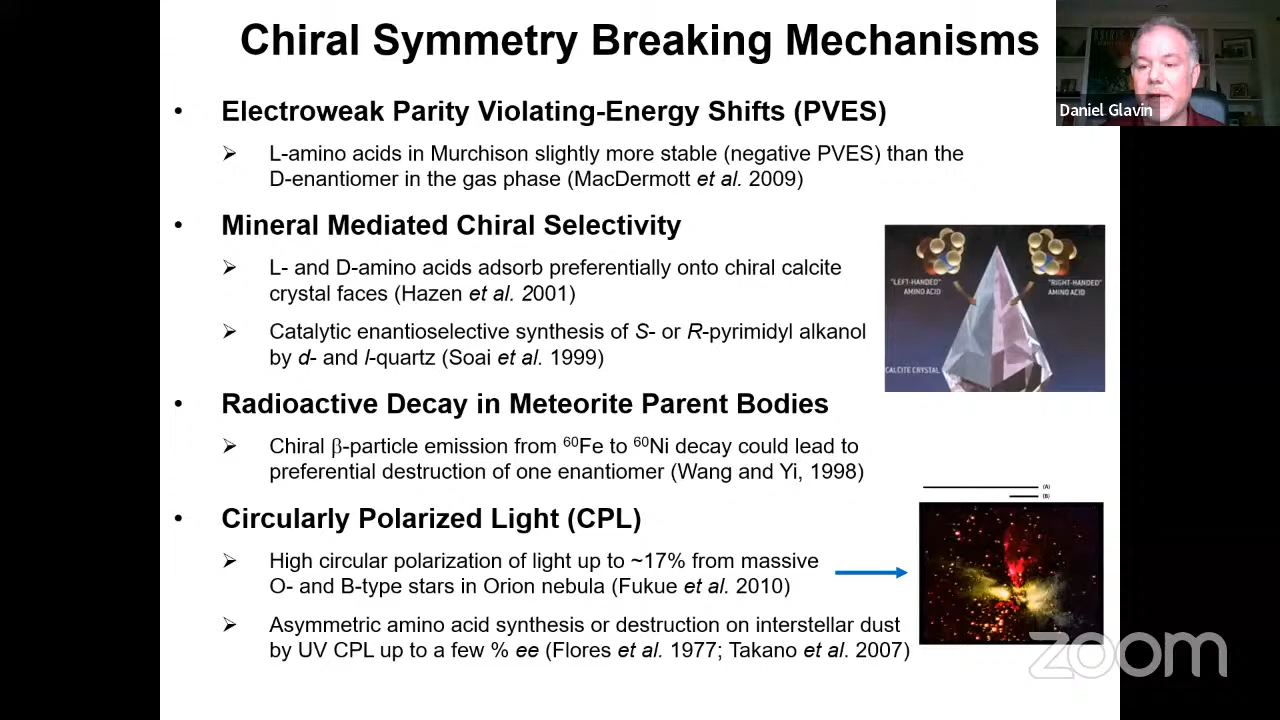 Chiral Symmetry Breaking Mechanisms
Daniel Glavin
• Electroweak Parity Violating-Energy Shifts (PVES)
➢ L-amino acids in Murchison slightly more stable (negative PVES) than the
D-enantiomer in the gas phase (MacDermott et al. 2009)
• Mineral Mediated Chiral Selectivity
➢ L- and D-amino acids adsorb preferentially onto chiral calcite
crystal faces (Hazen et al. 2001)
➢ Catalytic enantioselective synthesis of S- or R-pyrimidyl alkanol
by d- and l-quartz (Soai et al. 1999)
"LEFT-HANDED"
AMINO ACID
"RIGHT-HANDED"
AMINO ACID
CALCITE CRYSTAL
• Radioactive Decay in Meteorite Parent Bodies
➢ Chiral β-particle emission from ⁶⁰Fe to ⁶⁰Ni decay could lead to
preferential destruction of one enantiomer (Wang and Yi, 1998)
• Circularly Polarized Light (CPL)
➢ High circular polarization of light up to ~17% from massive
O- and B-type stars in Orion nebula (Fukue et al. 2010)
➢ Asymmetric amino acid synthesis or destruction on interstellar dust
by UV CPL up to a few % ee (Flores et al. 1977; Takano et al. 2007)
(A)
(B)
zoom